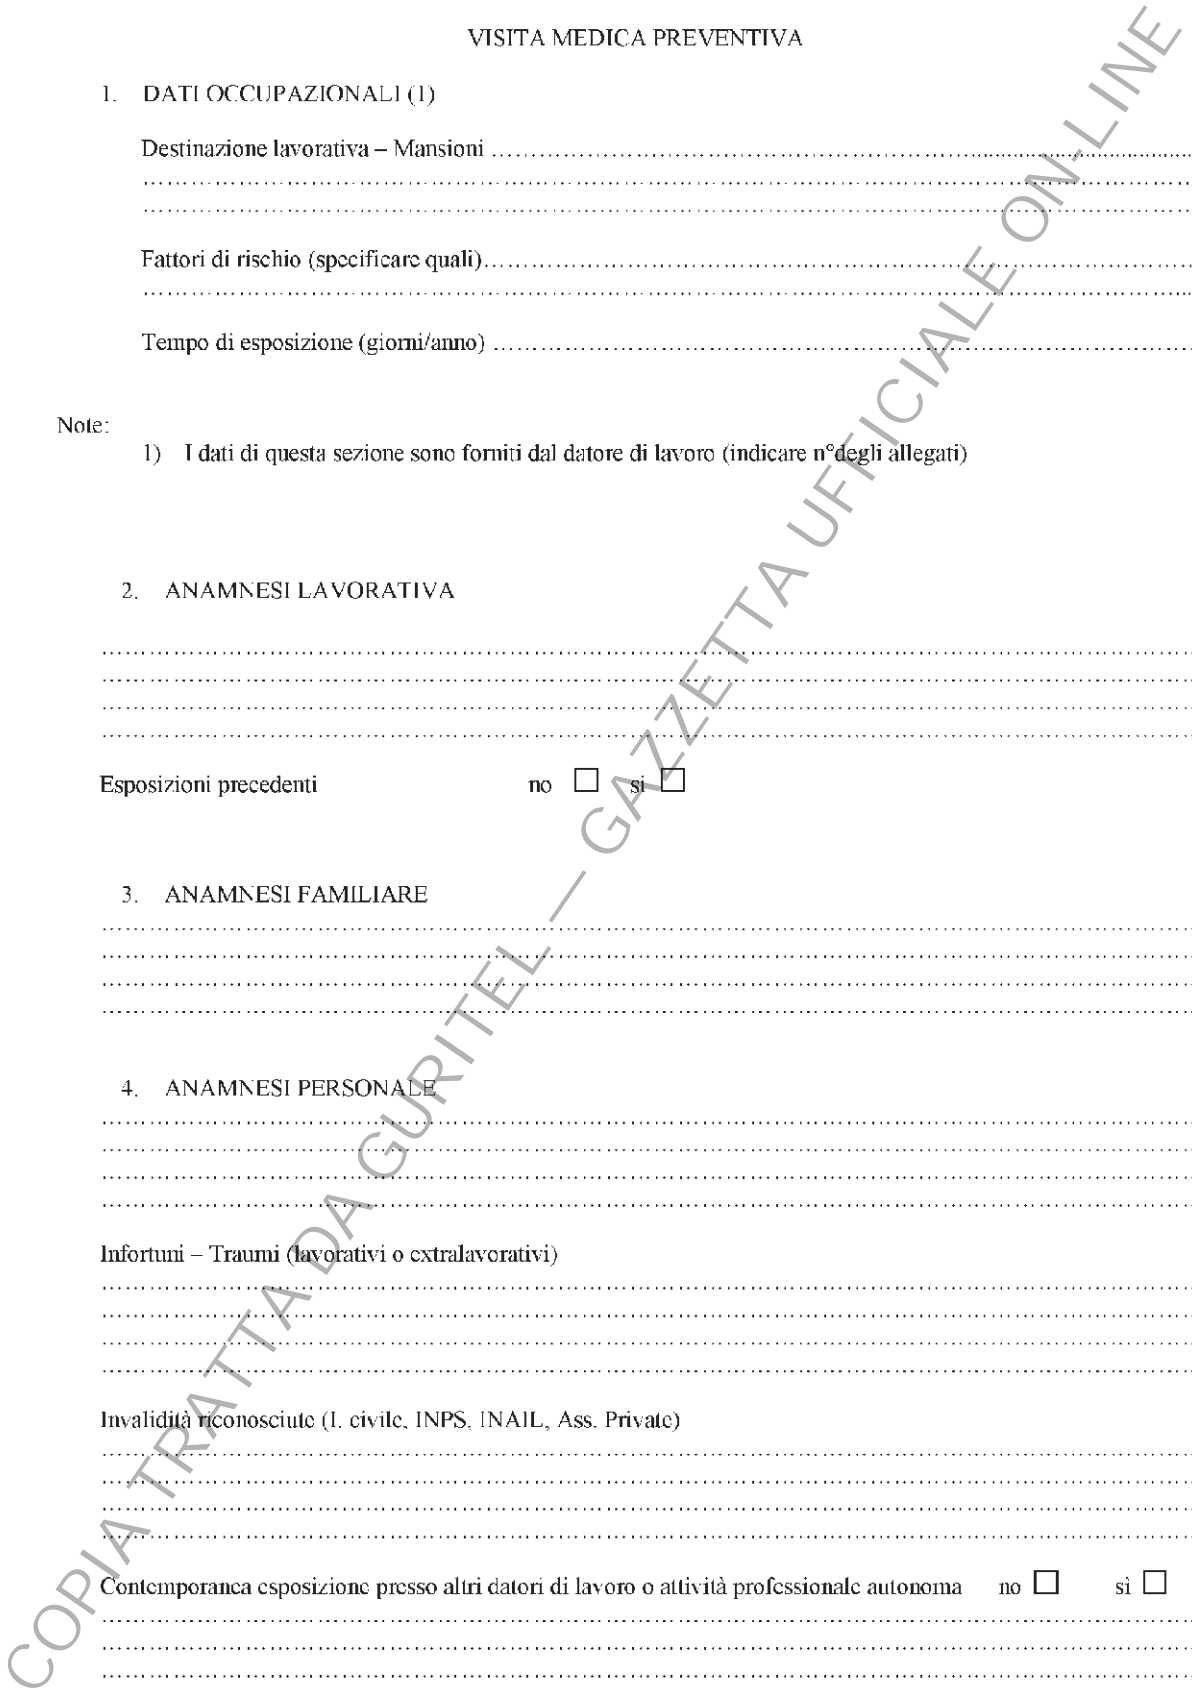 VISITA MEDICA PREVENTIVA
1. DATI OCCUPAZIONALI (1)
Destinazione lavorativa – Mansioni ……………………………………………………………………………
……………………………………………………………………………………………………………………
……………………………………………………………………………………………………………………
Fattori di rischio (specificare quali)……………………………………………………………………………
……………………………………………………………………………………………………………………
Tempo di esposizione (giorni/anno) ……………………………………………………………………………
Note:
1) I dati di questa sezione sono forniti dal datore di lavoro (indicare n°degli allegati)
2. ANAMNESI LAVORATIVA
……………………………………………………………………………………………………………………
……………………………………………………………………………………………………………………
……………………………………………………………………………………………………………………
……………………………………………………………………………………………………………………
Esposizioni precedenti no □ si □
3. ANAMNESI FAMILIARE
……………………………………………………………………………………………………………………
……………………………………………………………………………………………………………………
……………………………………………………………………………………………………………………
……………………………………………………………………………………………………………………
4. ANAMNESI PERSONALE
……………………………………………………………………………………………………………………
……………………………………………………………………………………………………………………
……………………………………………………………………………………………………………………
……………………………………………………………………………………………………………………
Infortuni – Traumi (lavorativi o extralavorativi)
……………………………………………………………………………………………………………………
……………………………………………………………………………………………………………………
……………………………………………………………………………………………………………………
……………………………………………………………………………………………………………………
Invalidità riconosciute (I. civile, INPS, INAIL, Ass. Private)
……………………………………………………………………………………………………………………
……………………………………………………………………………………………………………………
……………………………………………………………………………………………………………………
……………………………………………………………………………………………………………………
Contemporanea esposizione presso altri datori di lavoro o attività professionale autonoma no □ sì □
……………………………………………………………………………………………………………………
……………………………………………………………………………………………………………………
……………………………………………………………………………………………………………………
COPIA TRATTA DA GURITEL — GAZZETTA UFFICIALE ON-LINE